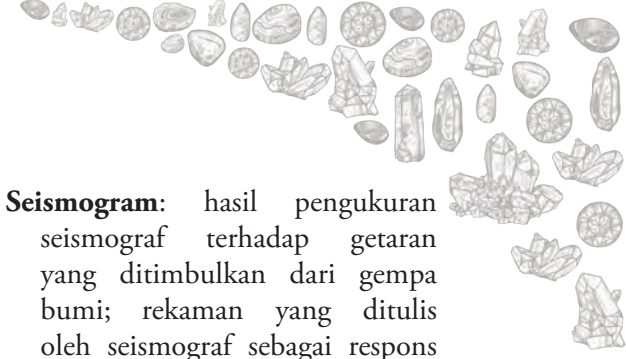 Seismogram: hasil pengukuran
seismograf terhadap getaran
yang ditimbulkan dari gempa
bumi; rekaman yang ditulis
oleh seismograf sebagai respons